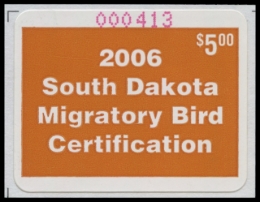 000413
$5.00
2006
South Dakota
Migratory Bird
Certification